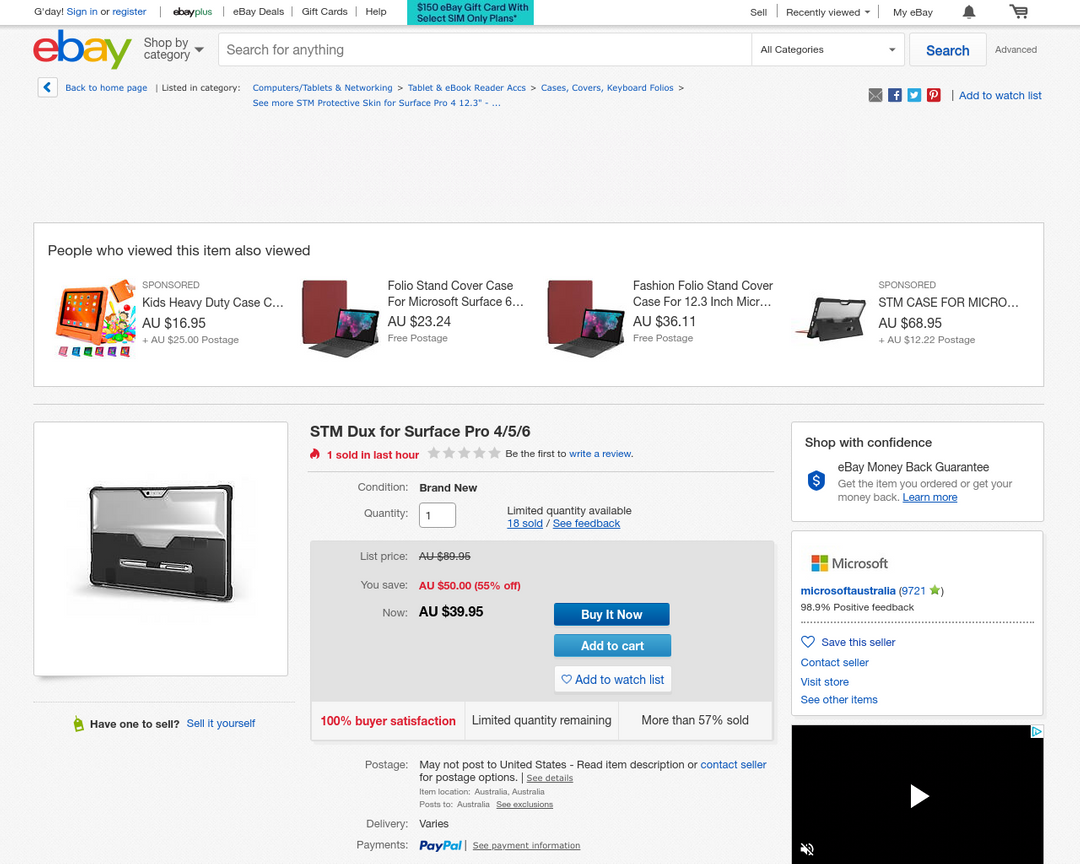 G'day! Sign in or register
ebayplus
eBay Deals
Gift Cards
Help
$150 eBay Gift Card With
Select SIM Only Plans*
Sell
Recently viewed
My eBay
ebay
Shop by
category
Search for anything
All Categories
Search
Advanced
Back to home page
| Listed in category:
Computers/Tablets & Networking > Tablet & eBook Reader Accs > Cases, Covers, Keyboard Folios >
See more STM Protective Skin for Surface Pro 4 12.3" - ...
| Add to watch list
People who viewed this item also viewed
SPONSORED
Kids Heavy Duty Case C...
AU $16.95
+ AU $25.00 Postage
Folio Stand Cover Case
For Microsoft Surface 6...
AU $23.24
Free Postage
Fashion Folio Stand Cover
Case For 12.3 Inch Micr...
AU $36.11
Free Postage
SPONSORED
STM CASE FOR MICRO...
AU $68.95
+ AU $12.22 Postage
STM Dux for Surface Pro 4/5/6
1 sold in last hour
Be the first to write a review.
Condition: Brand New
Quantity: 1
Limited quantity available
18 sold / See feedback
List price: AU $89.95
You save: AU $50.00 (55% off)
Now: AU $39.95
Buy It Now
Add to cart
Add to watch list
100% buyer satisfaction
Limited quantity remaining
More than 57% sold
Postage: May not post to United States - Read item description or contact seller
for postage options. | See details
Item location: Australia, Australia
Posts to: Australia See exclusions
Delivery: Varies
Payments: PayPal | See payment information
Have one to sell? Sell it yourself
Shop with confidence
eBay Money Back Guarantee
Get the item you ordered or get your
money back. Learn more
Microsoft
microsoftaustralia (9721)
98.9% Positive feedback
Save this seller
Contact seller
Visit store
See other items